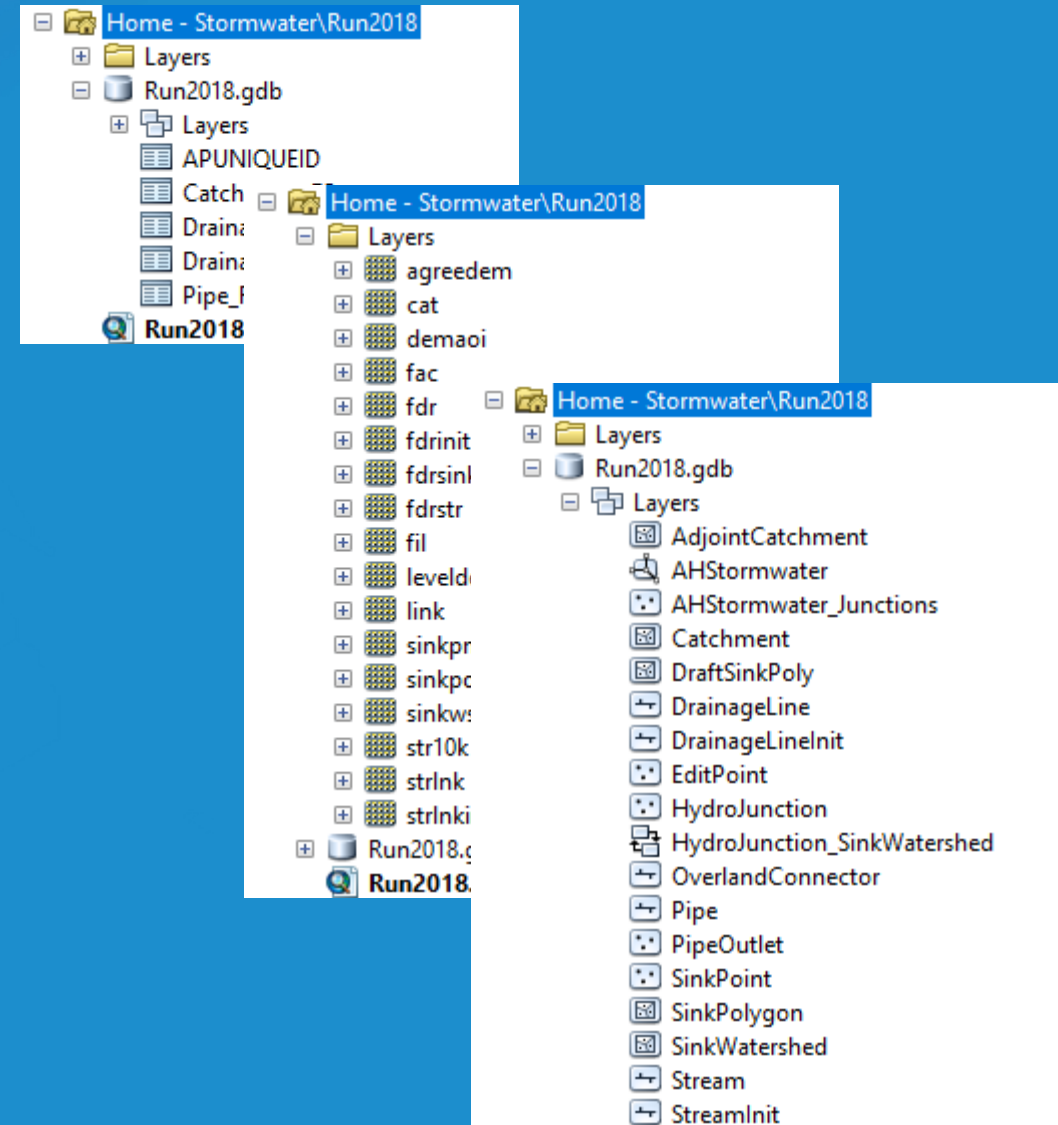 Home - Stormwater\Run2018
Layers
Run2018.gdb
Layers
APUNIQUEID
Catch
Draina
Draina
Pipe_
Run2018
Home - Stormwater\Run2018
Layers
agreedem
cat
demaoi
fac
fdr
fdrinit
fdrsin
fdrstr
fil
leveld
link
sinkpr
sinkpo
sinkws
str10k
strlnk
strlnki
Run2018.g
Run2018.
Home - Stormwater\Run2018
Layers
Run2018.gdb
Layers
AdjointCatchment
AHStormwater
AHStormwater_Junctions
Catchment
DraftSinkPoly
DrainageLine
DrainageLineInit
EditPoint
HydroJunction
HydroJunction_SinkWatershed
OverlandConnector
Pipe
PipeOutlet
SinkPoint
SinkPolygon
SinkWatershed
Stream
StreamInit